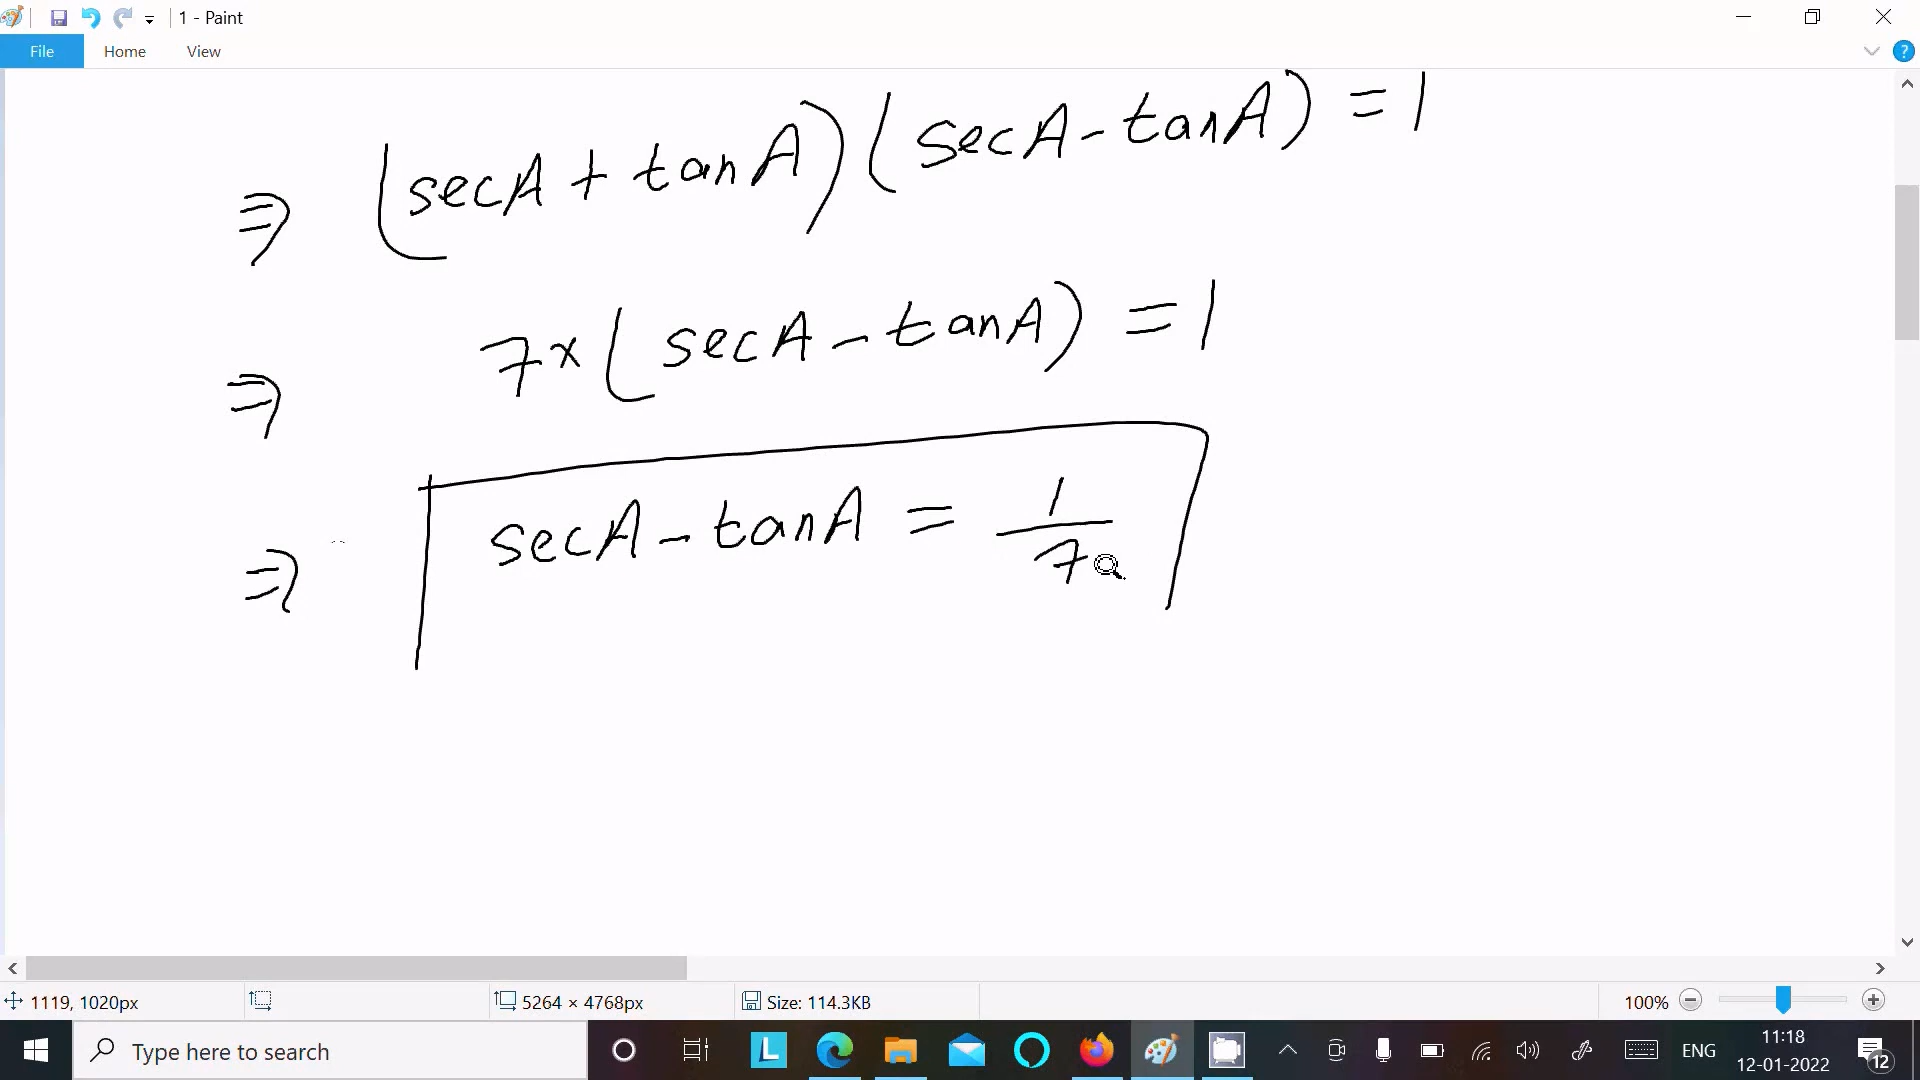 1 - Paint
File Home View
⇒ (secA + tanA)(secA - tanA) = 1
⇒ 7 × (secA - tanA) = 1
⇒ secA - tanA = 1/7
1119, 1020px 5264 × 4768px Size: 114.3KB 100%
Type here to search L ENG 11:18
12-01-2022 12